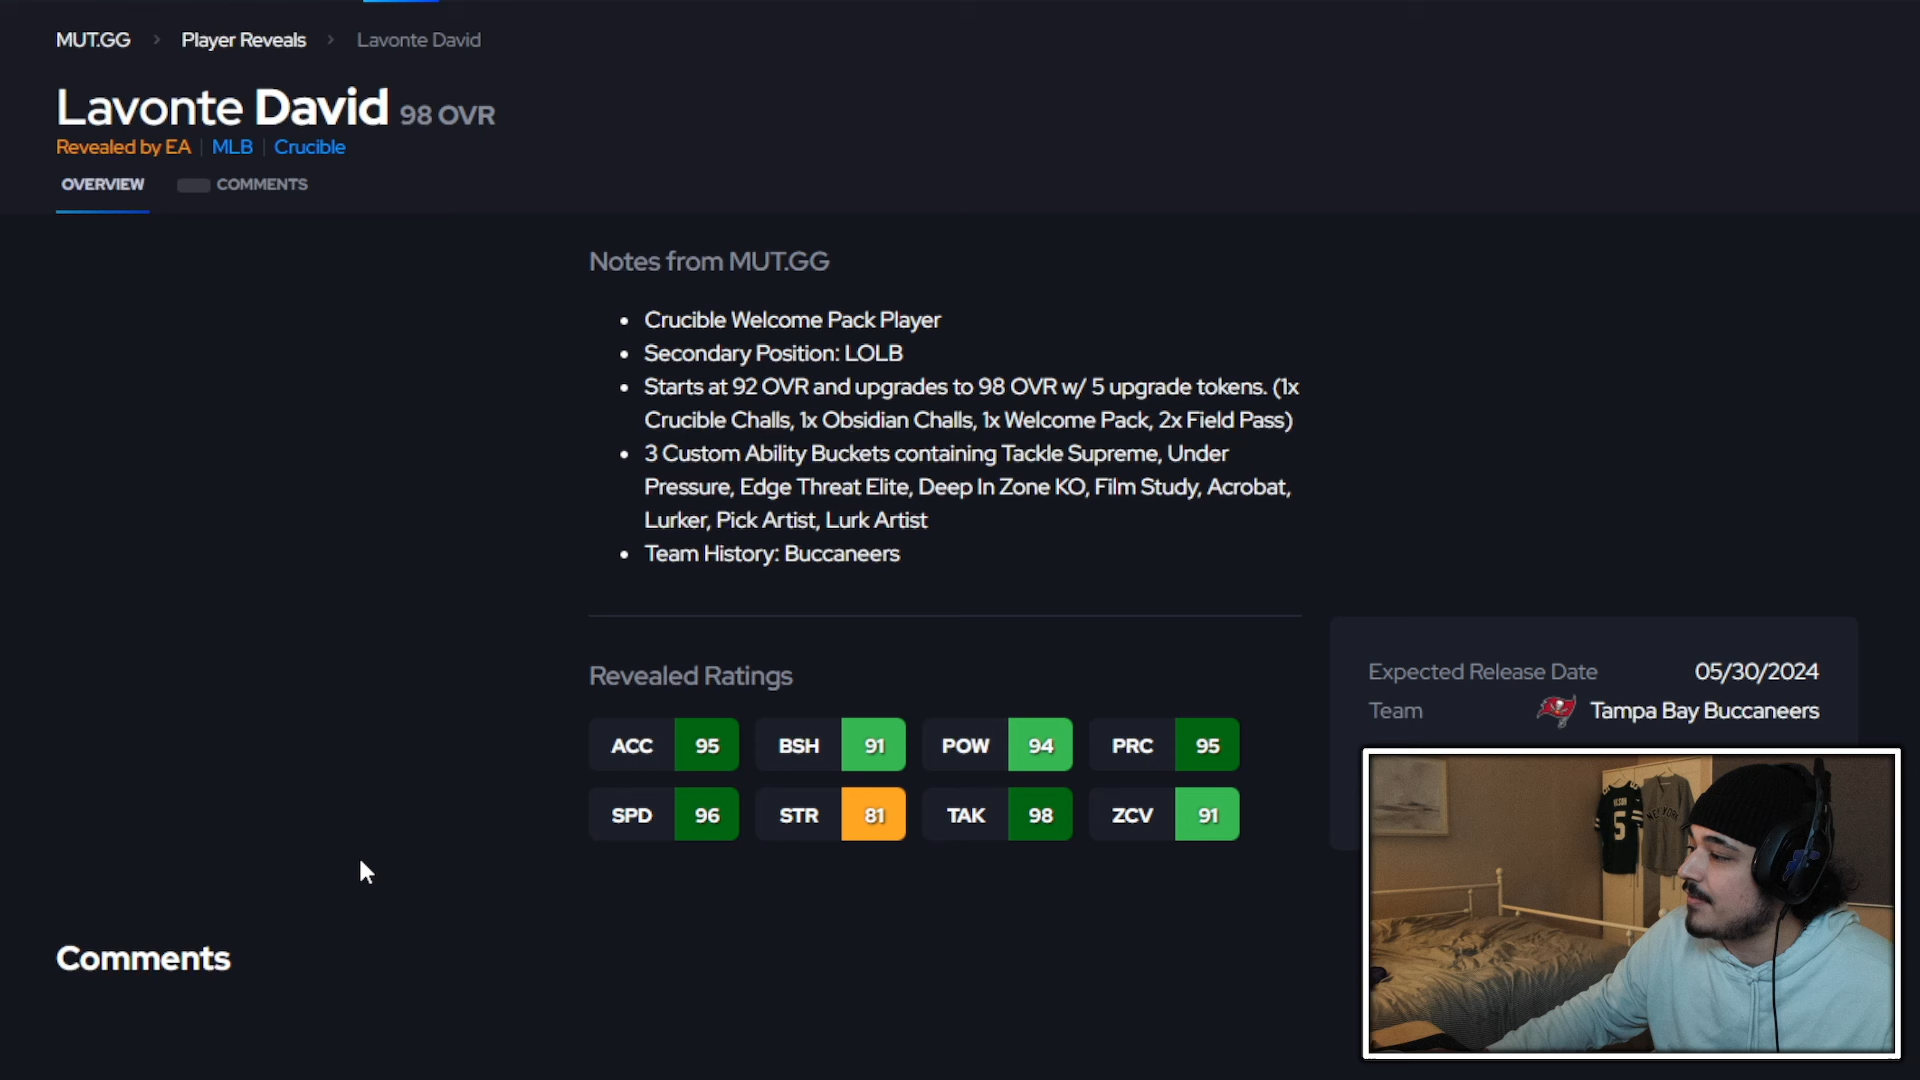 MUT.GG > Player Reveals > Lavonte David
Lavonte David 98 OVR
Revealed by EA | MLB | Crucible
OVERVIEW COMMENTS
Notes from MUT.GG
• Crucible Welcome Pack Player
• Secondary Position: LOLB
• Starts at 92 OVR and upgrades to 98 OVR w/ 5 upgrade tokens. (1x
Crucible Challs, 1x Obsidian Challs, 1x Welcome Pack, 2x Field Pass)
• 3 Custom Ability Buckets containing Tackle Supreme, Under
Pressure, Edge Threat Elite, Deep In Zone KO, Film Study, Acrobat,
Lurker, Pick Artist, Lurk Artist
• Team History: Buccaneers
Revealed Ratings
ACC 95 BSH 91 POW 94 PRC 95
SPD 96 STR 81 TAK 98 ZCV 91
Expected Release Date 05/30/2024
Team Tampa Bay Buccaneers
5
NEW YORK
Comments